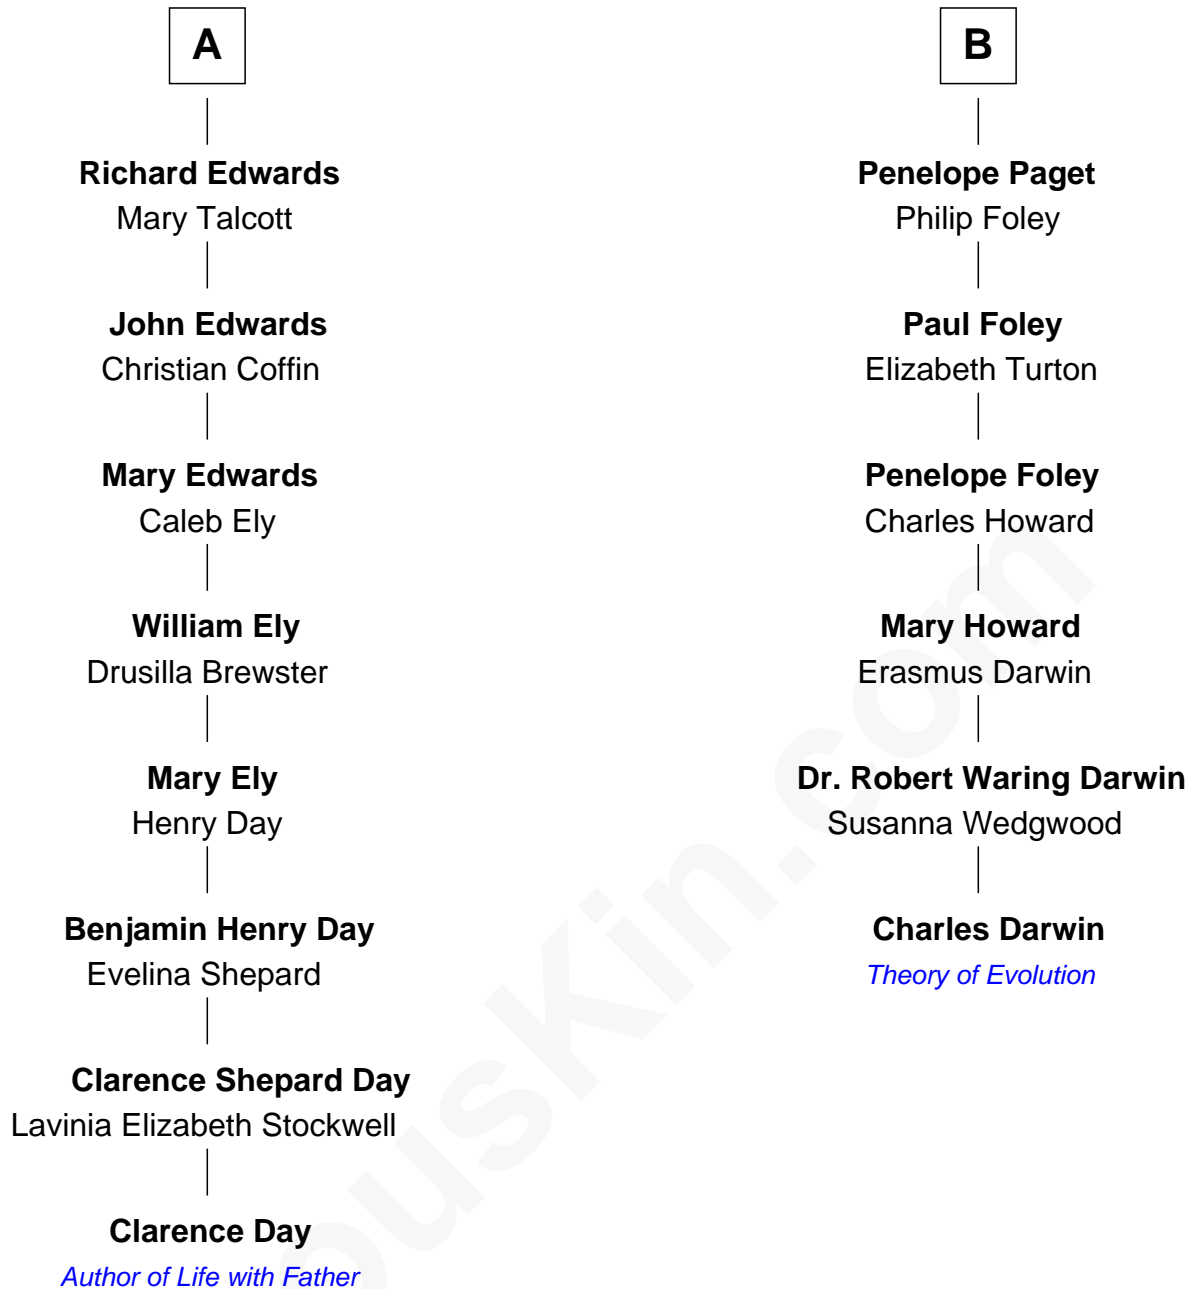 A
Richard Edwards
Mary Talcott
John Edwards
Christian Coffin
Mary Edwards
Caleb Ely
William Ely
Drusilla Brewster
Mary Ely
Henry Day
Benjamin Henry Day
Evelina Shepard
Clarence Shepard Day
Lavinia Elizabeth Stockwell
Clarence Day
Author of Life with Father
B
Penelope Paget
Philip Foley
Paul Foley
Elizabeth Turton
Penelope Foley
Charles Howard
Mary Howard
Erasmus Darwin
Dr. Robert Waring Darwin
Susanna Wedgwood
Charles Darwin
Theory of Evolution
ousKin.com